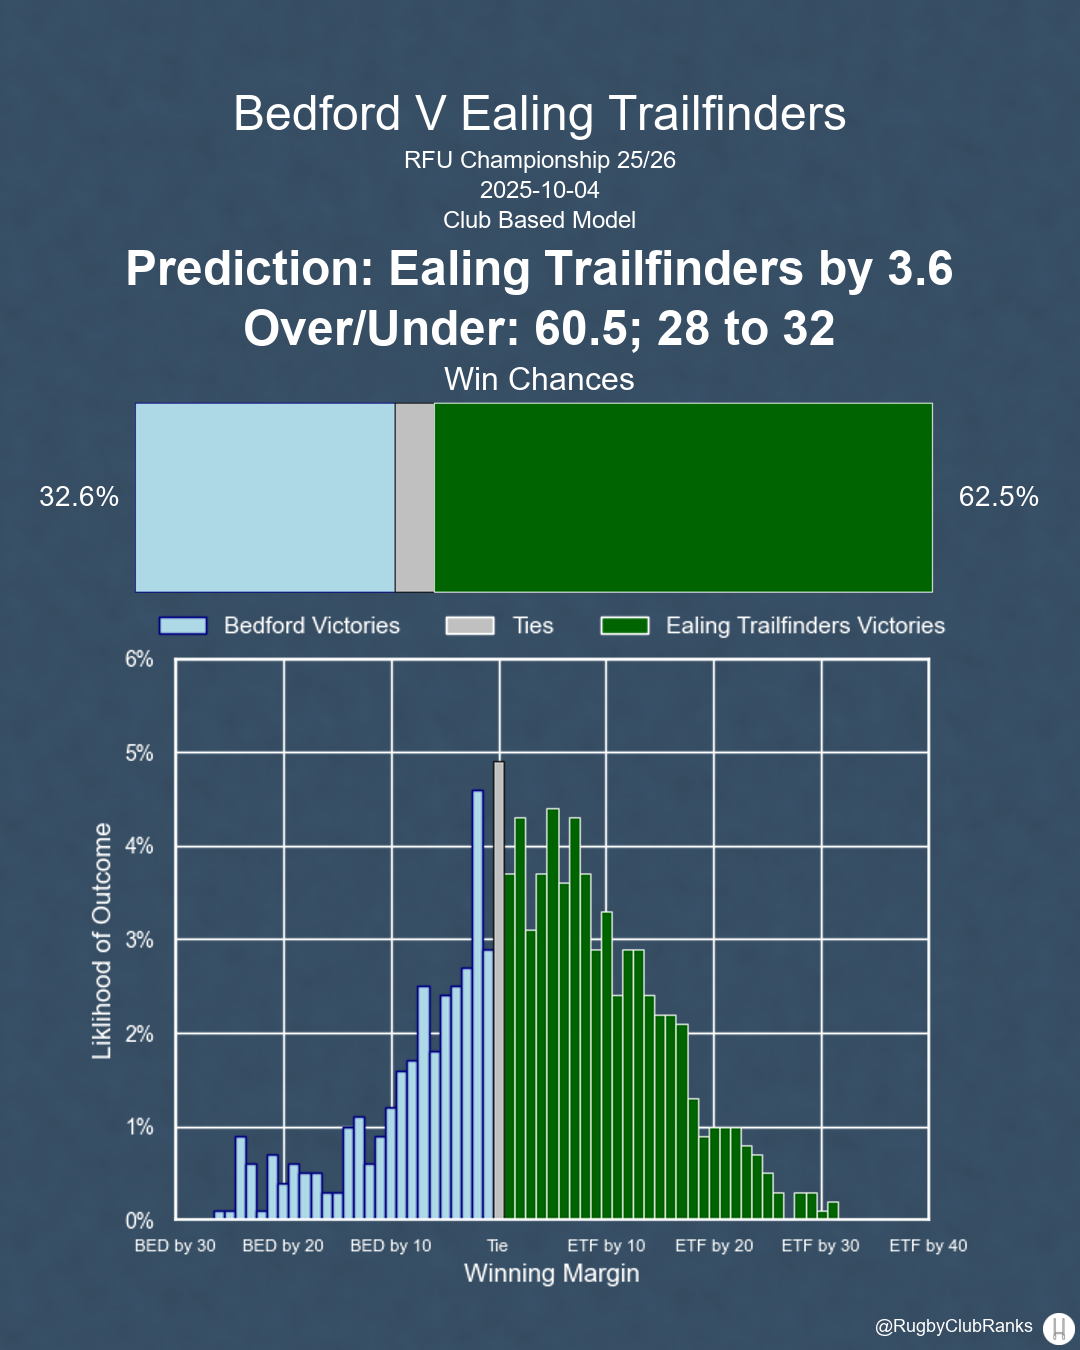 Bedford V Ealing Trailfinders
RFU Championship 25/26
2025-10-04
Club Based Model
Prediction: Ealing Trailfinders by 3.6
Over/Under: 60.5; 28 to 32
Win Chances
32.6%
62.5%
Bedford Victories
Ties
Ealing Trailfinders Victories
6%
5%
4%
3%
2%
1%
0%
Liklihood of Outcome
BED by 30
BED by 20
BED by 10
Tie
ETF by 10
ETF by 20
ETF by 30
ETF by 40
Winning Margin
@RugbyClubRanks